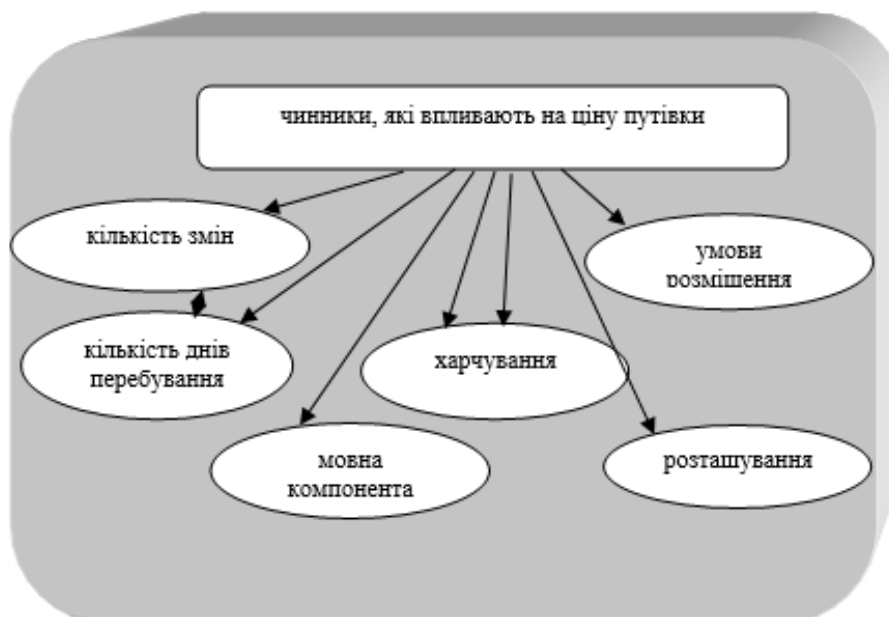 чинники, які впливають на ціну путівки
кількість змін
умови
розміщення
кількість днів
перебування
харчування
мовна
компонента
розташування